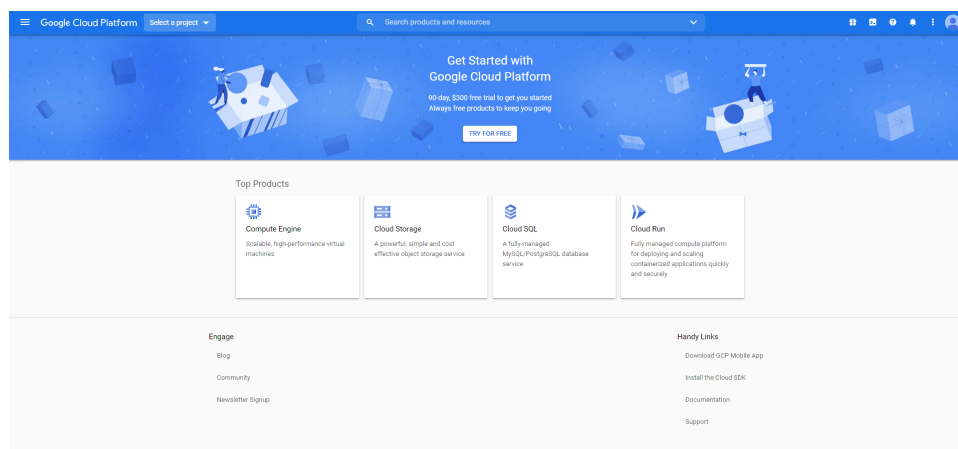 Google Cloud Platform
Select a project
Search products and resources
Get Started with
Google Cloud Platform
90-day, $300 free trial to get you started
Always free products to keep you going
TRY FOR FREE
Top Products
Compute Engine
Scalable, high-performance virtual
machines
Cloud Storage
A powerful, simple and cost
effective object storage service
Cloud SQL
A fully-managed
MySQL/PostgreSQL database
service
Cloud Run
Fully managed compute platform
for deploying and scaling
containerized applications quickly
and securely
Engage
Blog
Community
Newsletter Signup
Handy Links
Download GCP Mobile App
Install the Cloud SDK
Documentation
Support